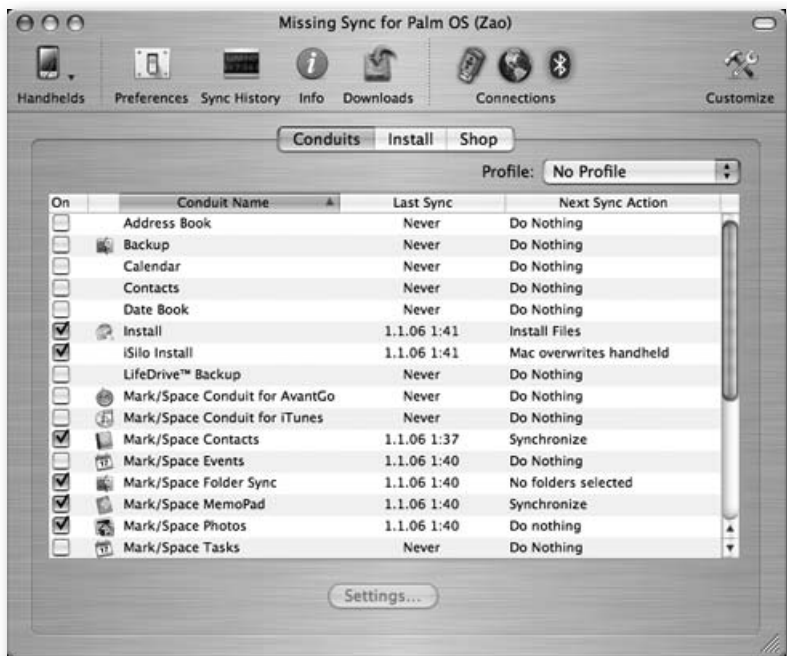 Missing Sync for Palm OS (Zao)
Handhelds Preferences Sync History Info Downloads Connections Customize
Conduits Install Shop
Profile: No Profile
On Conduit Name Last Sync Next Sync Action
Address Book Never Do Nothing
Backup Never Do Nothing
Calendar Never Do Nothing
Contacts Never Do Nothing
Date Book Never Do Nothing
Install 1.1.06 1:41 Install Files
iSilo Install 1.1.06 1:41 Mac overwrites handheld
LifeDrive™ Backup Never Do Nothing
Mark/Space Conduit for AvantGo Never Do Nothing
Mark/Space Conduit for iTunes Never Do Nothing
Mark/Space Contacts 1.1.06 1:37 Synchronize
Mark/Space Events 1.1.06 1:40 Do Nothing
Mark/Space Folder Sync 1.1.06 1:40 No folders selected
Mark/Space MemoPad 1.1.06 1:40 Synchronize
Mark/Space Photos 1.1.06 1:40 Do nothing
Mark/Space Tasks Never Do Nothing
Settings...